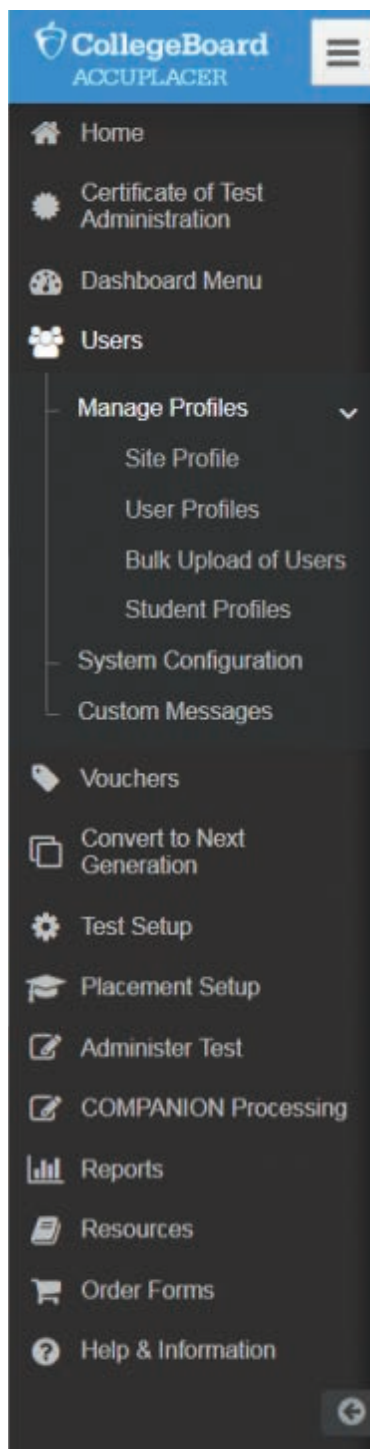 CollegeBoard
ACCUPLACER
Home
Certificate of Test
Administration
Dashboard Menu
Users
Manage Profiles
Site Profile
User Profiles
Bulk Upload of Users
Student Profiles
System Configuration
Custom Messages
Vouchers
Convert to Next
Generation
Test Setup
Placement Setup
Administer Test
COMPANION Processing
Reports
Resources
Order Forms
Help & Information